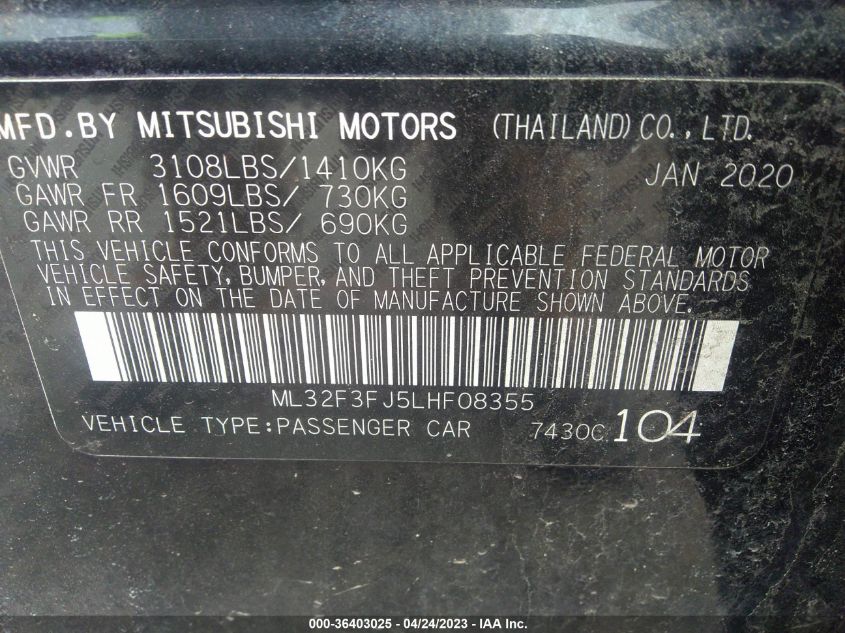 MFD.BY MITSUBISHI MOTORS (THAILAND) CO., LTD.
GVWR 3108LBS/1410KG JAN 2020
GAWR FR 1609LBS/ 730KG
GAWR RR 1521LBS/ 690KG
THIS VEHICLE CONFORMS TO ALL APPLICABLE FEDERAL MOTOR
VEHICLE SAFETY, BUMPER, AND THEFT PREVENTION STANDARDS
IN EFFECT ON THE DATE OF MANUFACTURE SHOWN ABOVE.
ML32F3FJ5LHF08355
VEHICLE TYPE:PASSENGER CAR 7430C 104
000-36403025 - 04/24/2023 - IAA Inc.